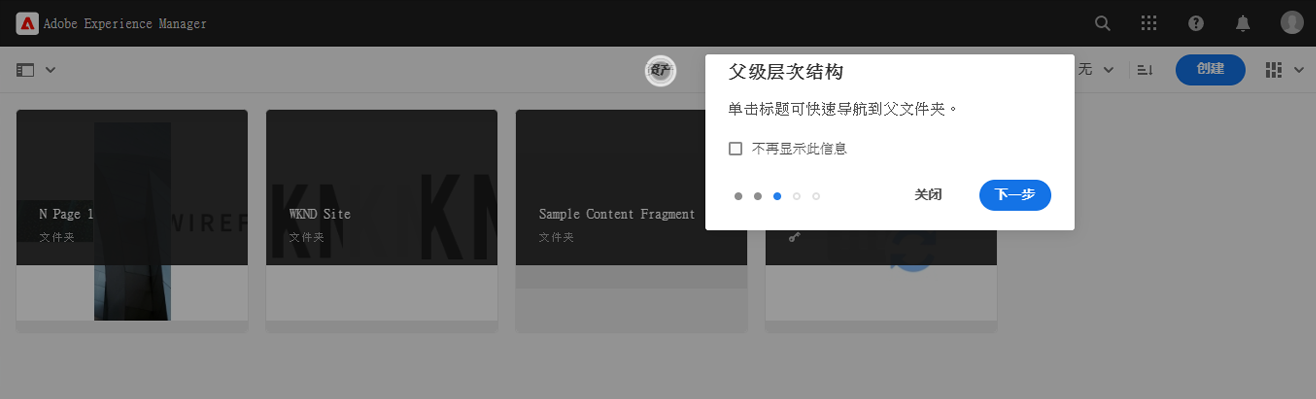 Adobe Experience Manager
资产
父级层次结构
单击标题可快速导航到父文件夹。
不再显示此信息
关闭
下一步
无
创建
N Page 1
文件夹
WIREF
WKND Site
文件夹
KN
KN
Sample Content Fragment
文件夹